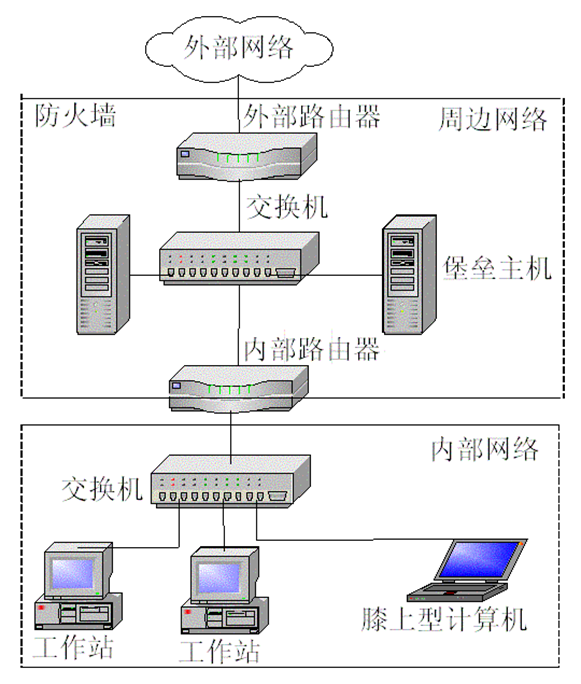 外部网络
防火墙
外部路由器
周边网络
交换机
堡垒主机
内部路由器
内部网络
交换机
膝上型计算机
工作站
工作站